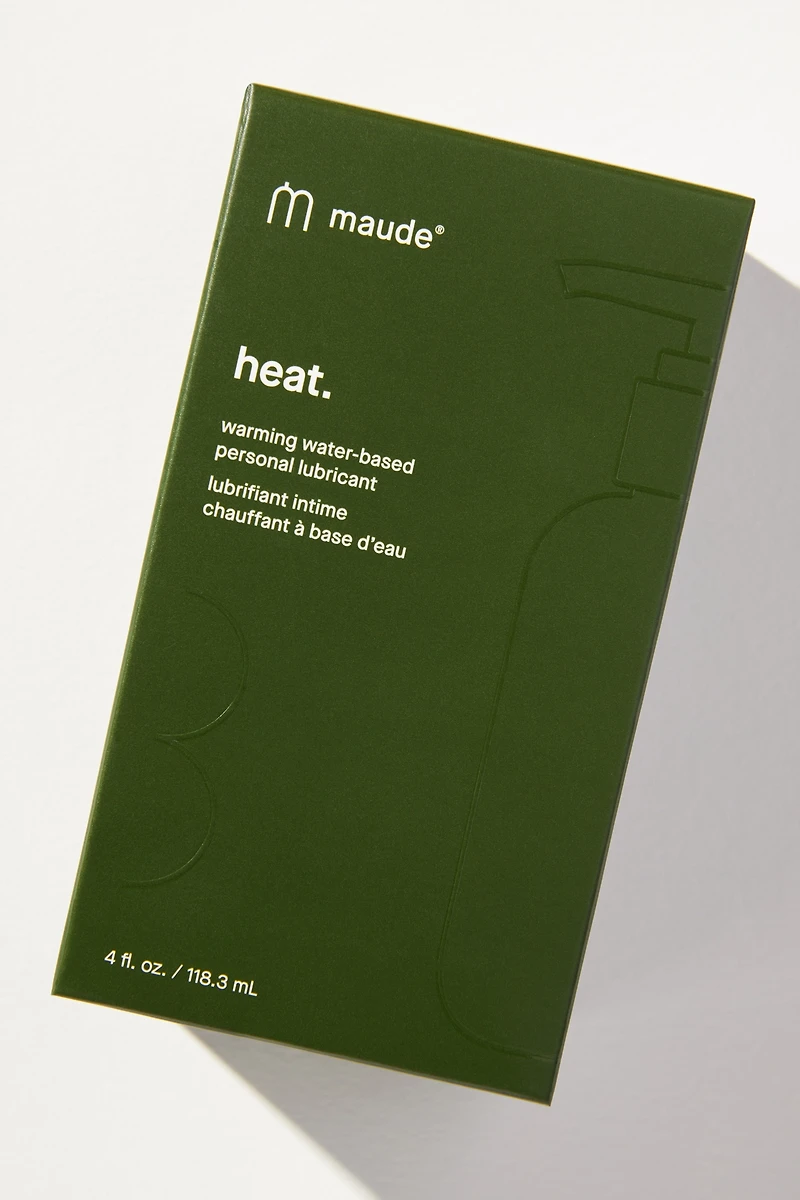 maude®
heat.
warming water-based
personal lubricant
lubrifiant intime
chauffant à base d'eau
4 fl. oz. / 118.3 mL